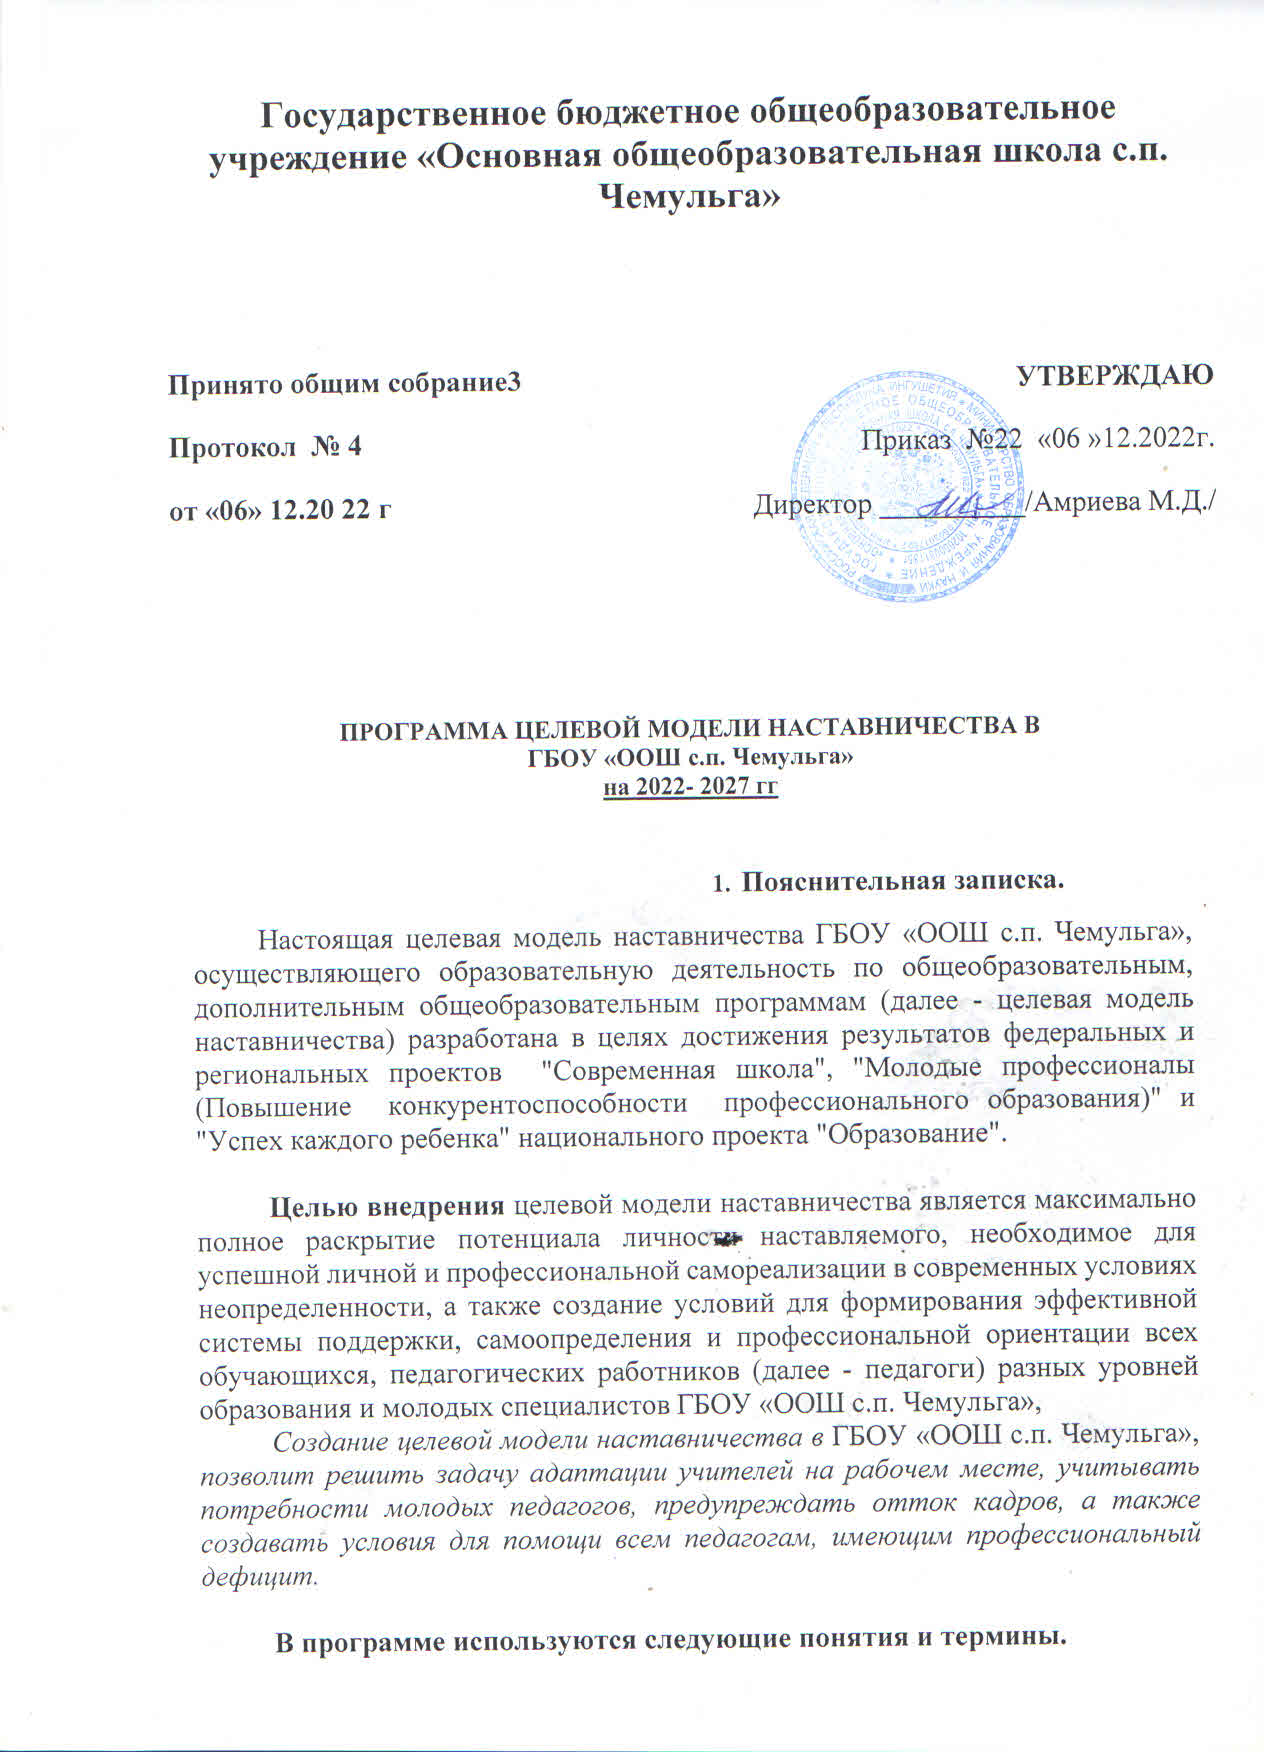 Государственное бюджетное общеобразовательное
учреждение «Основная общеобразовательная школа с.п.
Чемульга»
Принято общим собрание3
Протокол № 4
от «06» 12.20 22 г
УТВЕРЖДАЮ
Приказ №22 «06 »12.2022г.
Директор __________/Амриева М.Д./
ПРОГРАММА ЦЕЛЕВОЙ МОДЕЛИ НАСТАВНИЧЕСТВА В
ГБОУ «ООШ с.п. Чемульга»
на 2022- 2027 гг
1. Пояснительная записка.
Настоящая целевая модель наставничества ГБОУ «ООШ с.п. Чемульга»,
осуществляющего образовательную деятельность по общеобразовательным,
дополнительным общеобразовательным программам (далее - целевая модель
наставничества) разработана в целях достижения результатов федеральных и
региональных проектов "Современная школа", "Молодые профессионалы
(Повышение конкурентоспособности профессионального образования)" и
"Успех каждого ребенка" национального проекта "Образование".
Целью внедрения целевой модели наставничества является максимально
полное раскрытие потенциала личности наставляемого, необходимое для
успешной личной и профессиональной самореализации в современных условиях
неопределенности, а также создание условий для формирования эффективной
системы поддержки, самоопределения и профессиональной ориентации всех
обучающихся, педагогических работников (далее - педагоги) разных уровней
образования и молодых специалистов ГБОУ «ООШ с.п. Чемульга»,
Создание целевой модели наставничества в ГБОУ «ООШ с.п. Чемульга»,
позволит решить задачу адаптации учителей на рабочем месте, учитывать
потребности молодых педагогов, предупреждать отток кадров, а также
создавать условия для помощи всем педагогам, имеющим профессиональный
дефицит.
В программе используются следующие понятия и термины.